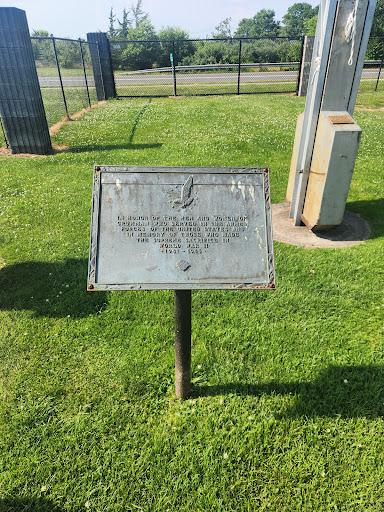 IN HONOR OF THE MEN AND WOMEN OF
GRUMMAN WHO SERVED IN THE ARMED
FORCES OF THE UNITED STATES AND
IN MEMORY OF THOSE WHO MADE
THE SUPREME SACRIFICE IN
WORLD WAR II
-1941-1945-